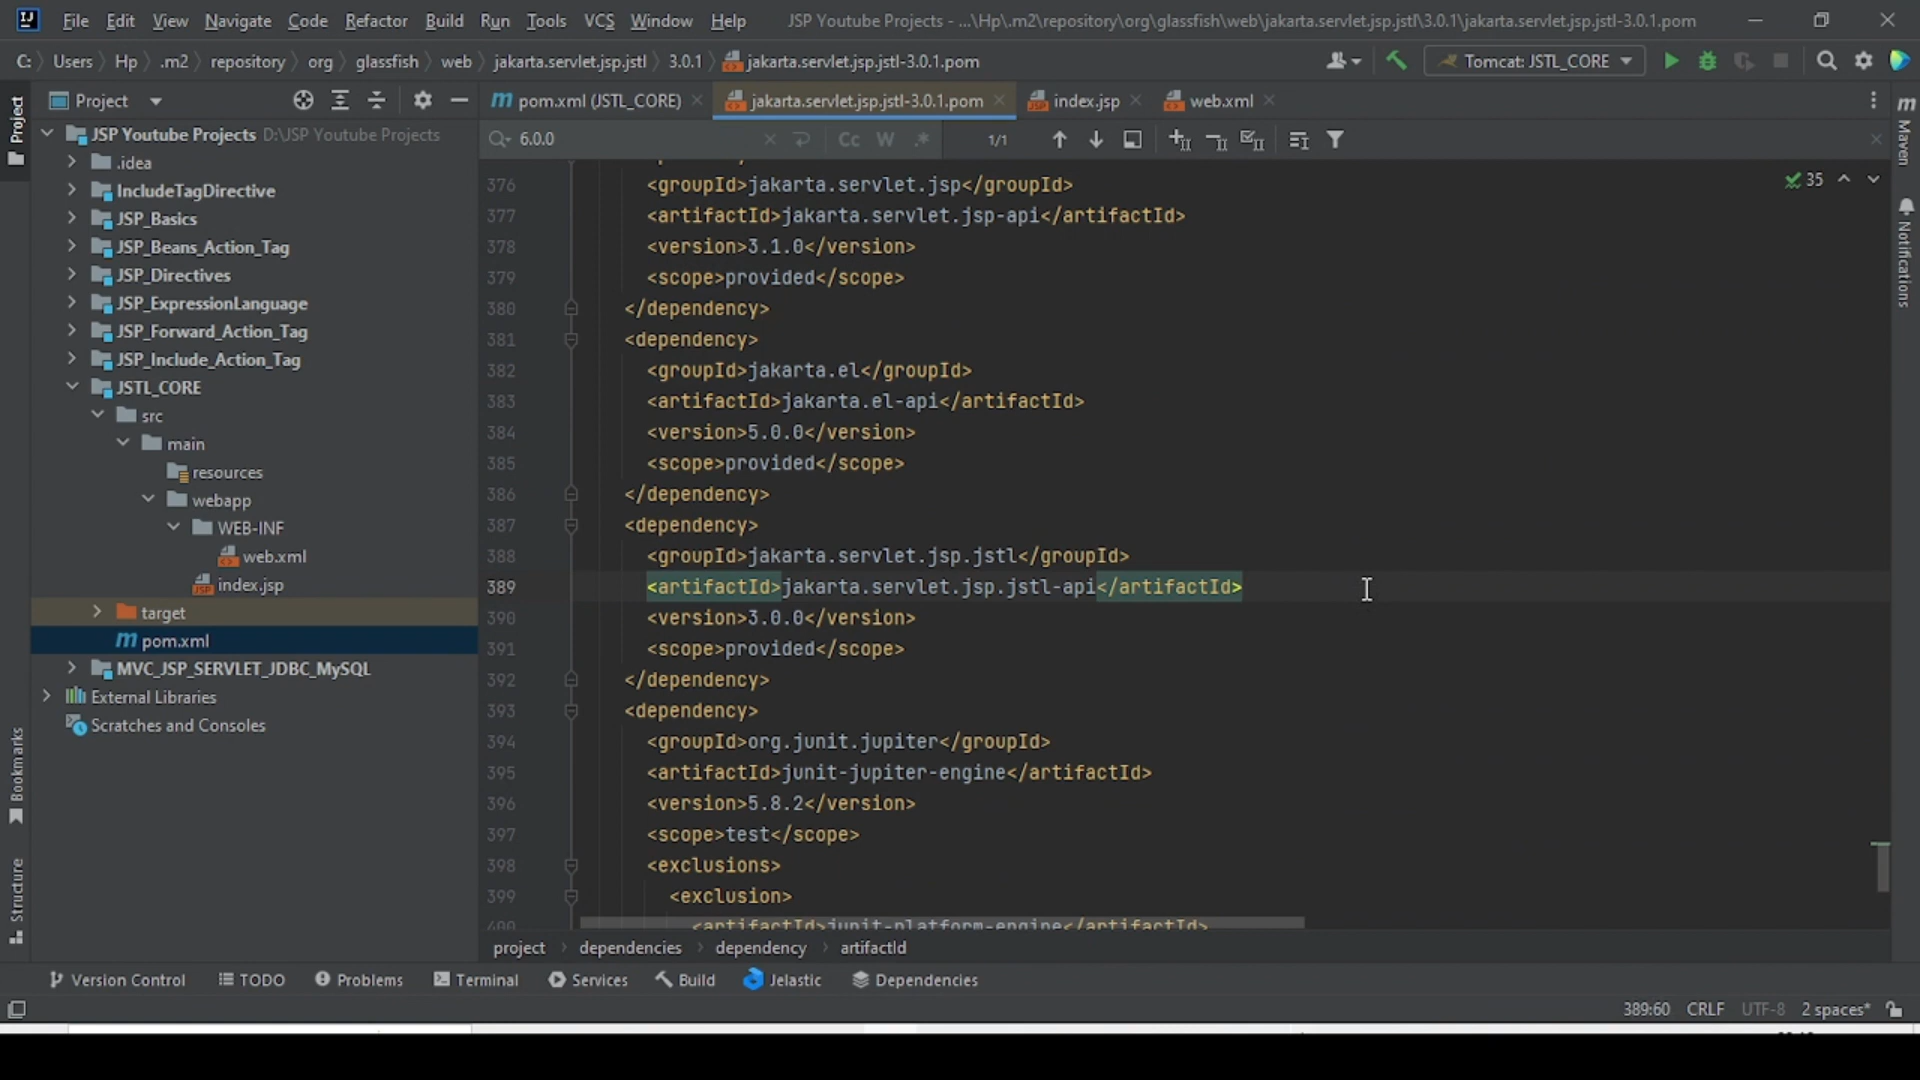 File Edit View Navigate Code Refactor Build Run Tools VCS Window Help JSP Youtube Projects - ...\Hp\.m2\repository\org\glassfish\web\jakarta.servlet.jsp.jstl\3.0.1\jakarta.servlet.jsp.jstl-3.0.1.pom
C: Users Hp .m2 repository org glassfish web jakarta.servlet.jsp.jstl 3.0.1 jakarta.servlet.jsp.jstl-3.0.1.pom Tomcat: JSTL_CORE
Project
pom.xml (JSTL_CORE) jakarta.servlet.jsp.jstl-3.0.1.pom index.jsp web.xml
6.0.0 Cc W .* 1/1
35
Project
Bookmarks
Structure
Maven
Notifications
JSP Youtube Projects D:\JSP Youtube Projects
.idea
IncludeTagDirective
JSP_Basics
JSP_Beans_Action_Tag
JSP_Directives
JSP_ExpressionLanguage
JSP_Forward_Action_Tag
JSP_Include_Action_Tag
JSTL_CORE
src
main
resources
webapp
WEB-INF
web.xml
index.jsp
target
pom.xml
MVC_JSP_SERVLET_JDBC_MySQL
External Libraries
Scratches and Consoles
376 <groupId>jakarta.servlet.jsp</groupId>
377 <artifactId>jakarta.servlet.jsp-api</artifactId>
378 <version>3.1.0</version>
379 <scope>provided</scope>
380 </dependency>
381 <dependency>
382 <groupId>jakarta.el</groupId>
383 <artifactId>jakarta.el-api</artifactId>
384 <version>5.0.0</version>
385 <scope>provided</scope>
386 </dependency>
387 <dependency>
388 <groupId>jakarta.servlet.jsp.jstl</groupId>
389 <artifactId>jakarta.servlet.jsp.jstl-api</artifactId>
390 <version>3.0.0</version>
391 <scope>provided</scope>
392 </dependency>
393 <dependency>
394 <groupId>org.junit.jupiter</groupId>
395 <artifactId>junit-jupiter-engine</artifactId>
396 <version>5.8.2</version>
397 <scope>test</scope>
398 <exclusions>
399 <exclusion>
400 <artifactId>junit-platform-engine</artifactId>
project dependencies dependency artifactId
Version Control TODO Problems Terminal Services Build Jelastic Dependencies
389:60 CRLF UTF-8 2 spaces*